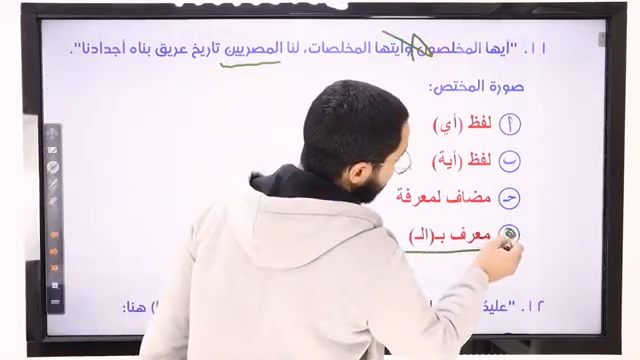 ١١. "أيها المخلصون وأيتها المخلصات، لنا المصريين تاريخ عريق بناه أجدادنا".
صورة المختص:
أ لفظ (أي)
ب لفظ (أية)
جـ مضاف لمعرفة
معرف بـ(الـ)
١٢. "عليك ) هنا: